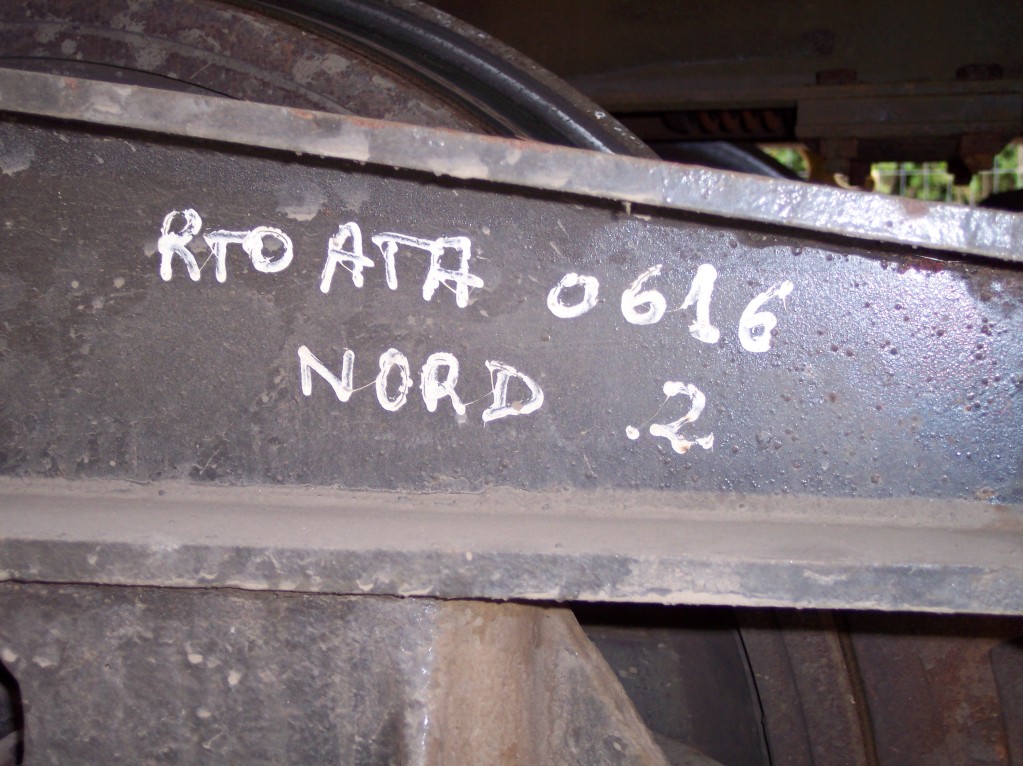 RTO ATA 0616
NORD .2